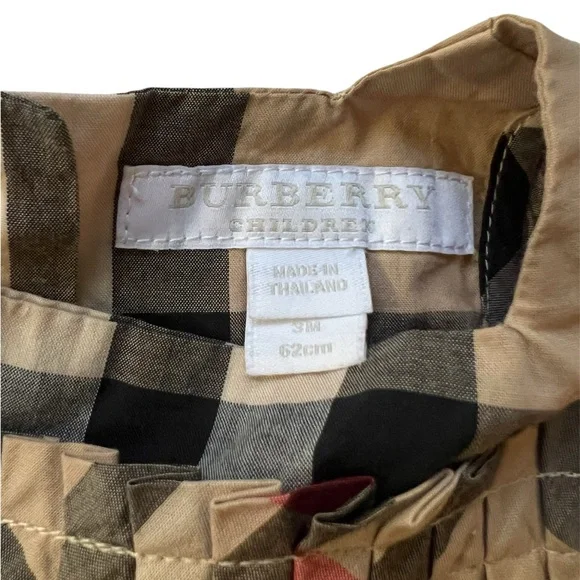 BURBERRY
CHILDREN
MADE IN
THAILAND
3M
62cm